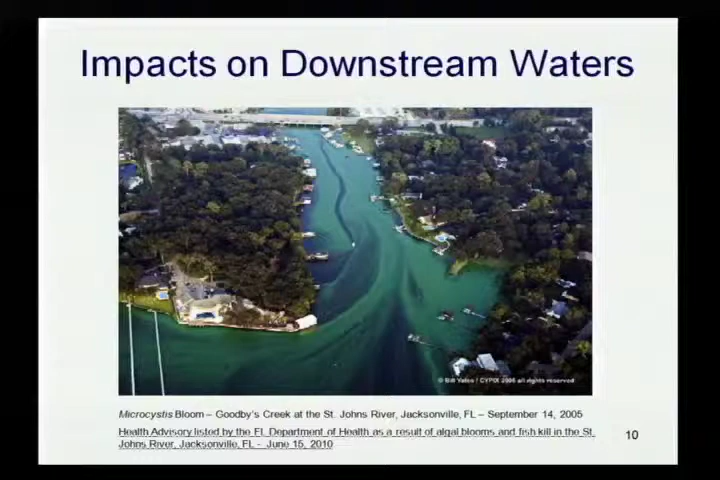 Impacts on Downstream Waters
© Bill Yates / CYPIX 2005 all rights reserved
Microcystis Bloom – Goodby's Creek at the St. Johns River, Jacksonville, FL – September 14, 2005
Health Advisory listed by the FL Department of Health as a result of algal blooms and fish kill in the St.
Johns River, Jacksonville, FL - June 15, 2010
10